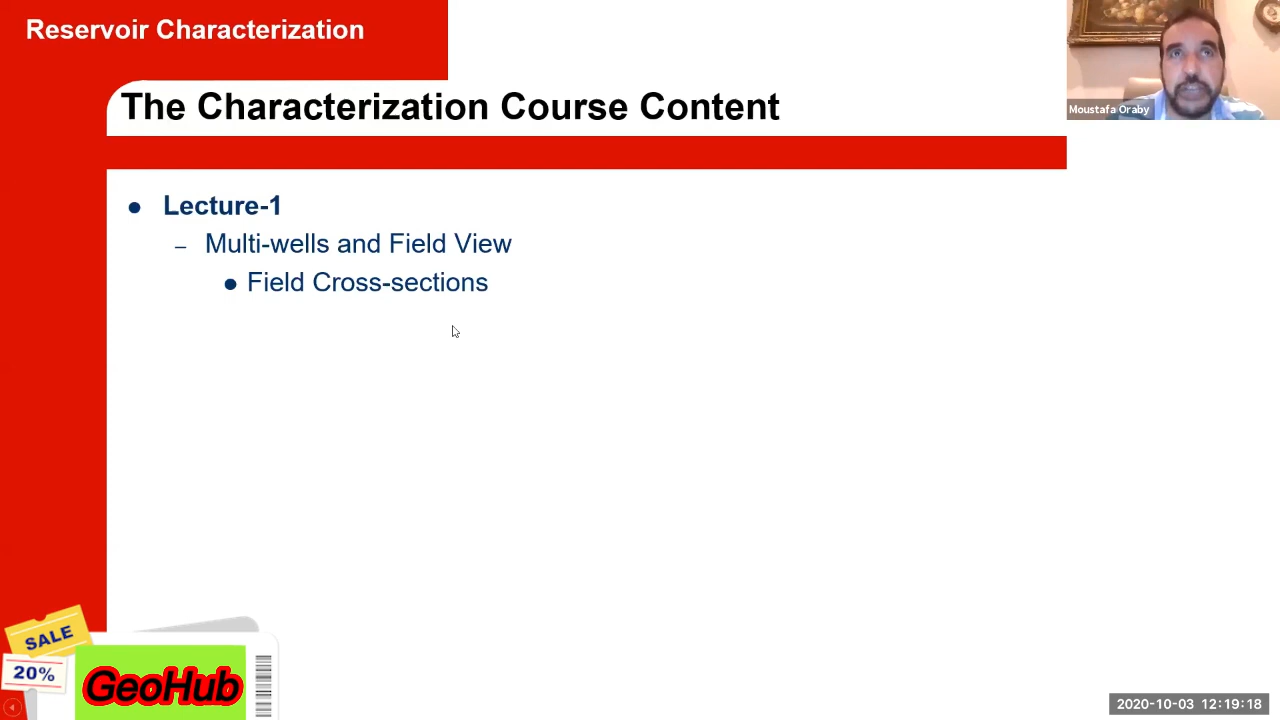 Reservoir Characterization
The Characterization Course Content
Moustafa Oraby
● Lecture-1
– Multi-wells and Field View
● Field Cross-sections
SALE
20%
GeoHub
2020-10-03 12:19:18